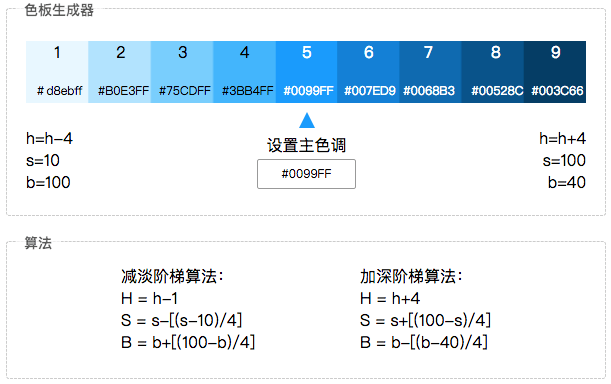 色板生成器
1 2 3 4 5 6 7 8 9
# d8ebff #B0E3FF #75CDFF #3BB4FF #0099FF #007ED9 #0068B3 #00528C #003C66
h=h-4
s=10
b=100
设置主色调
#0099FF
h=h+4
s=100
b=40
算法
减淡阶梯算法：
H = h-1
S = s-[(s-10)/4]
B = b+[(100-b)/4]
加深阶梯算法：
H = h+4
S = s+[(100-s)/4]
B = b-[(b-40)/4]